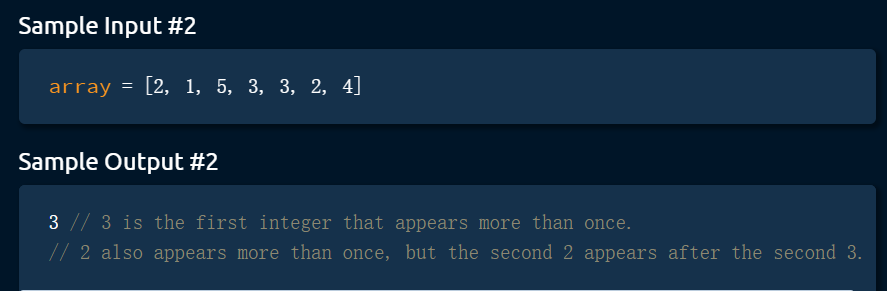 Sample Input #2
array = [2, 1, 5, 3, 3, 2, 4]
Sample Output #2
3 // 3 is the first integer that appears more than once.
// 2 also appears more than once, but the second 2 appears after the second 3.